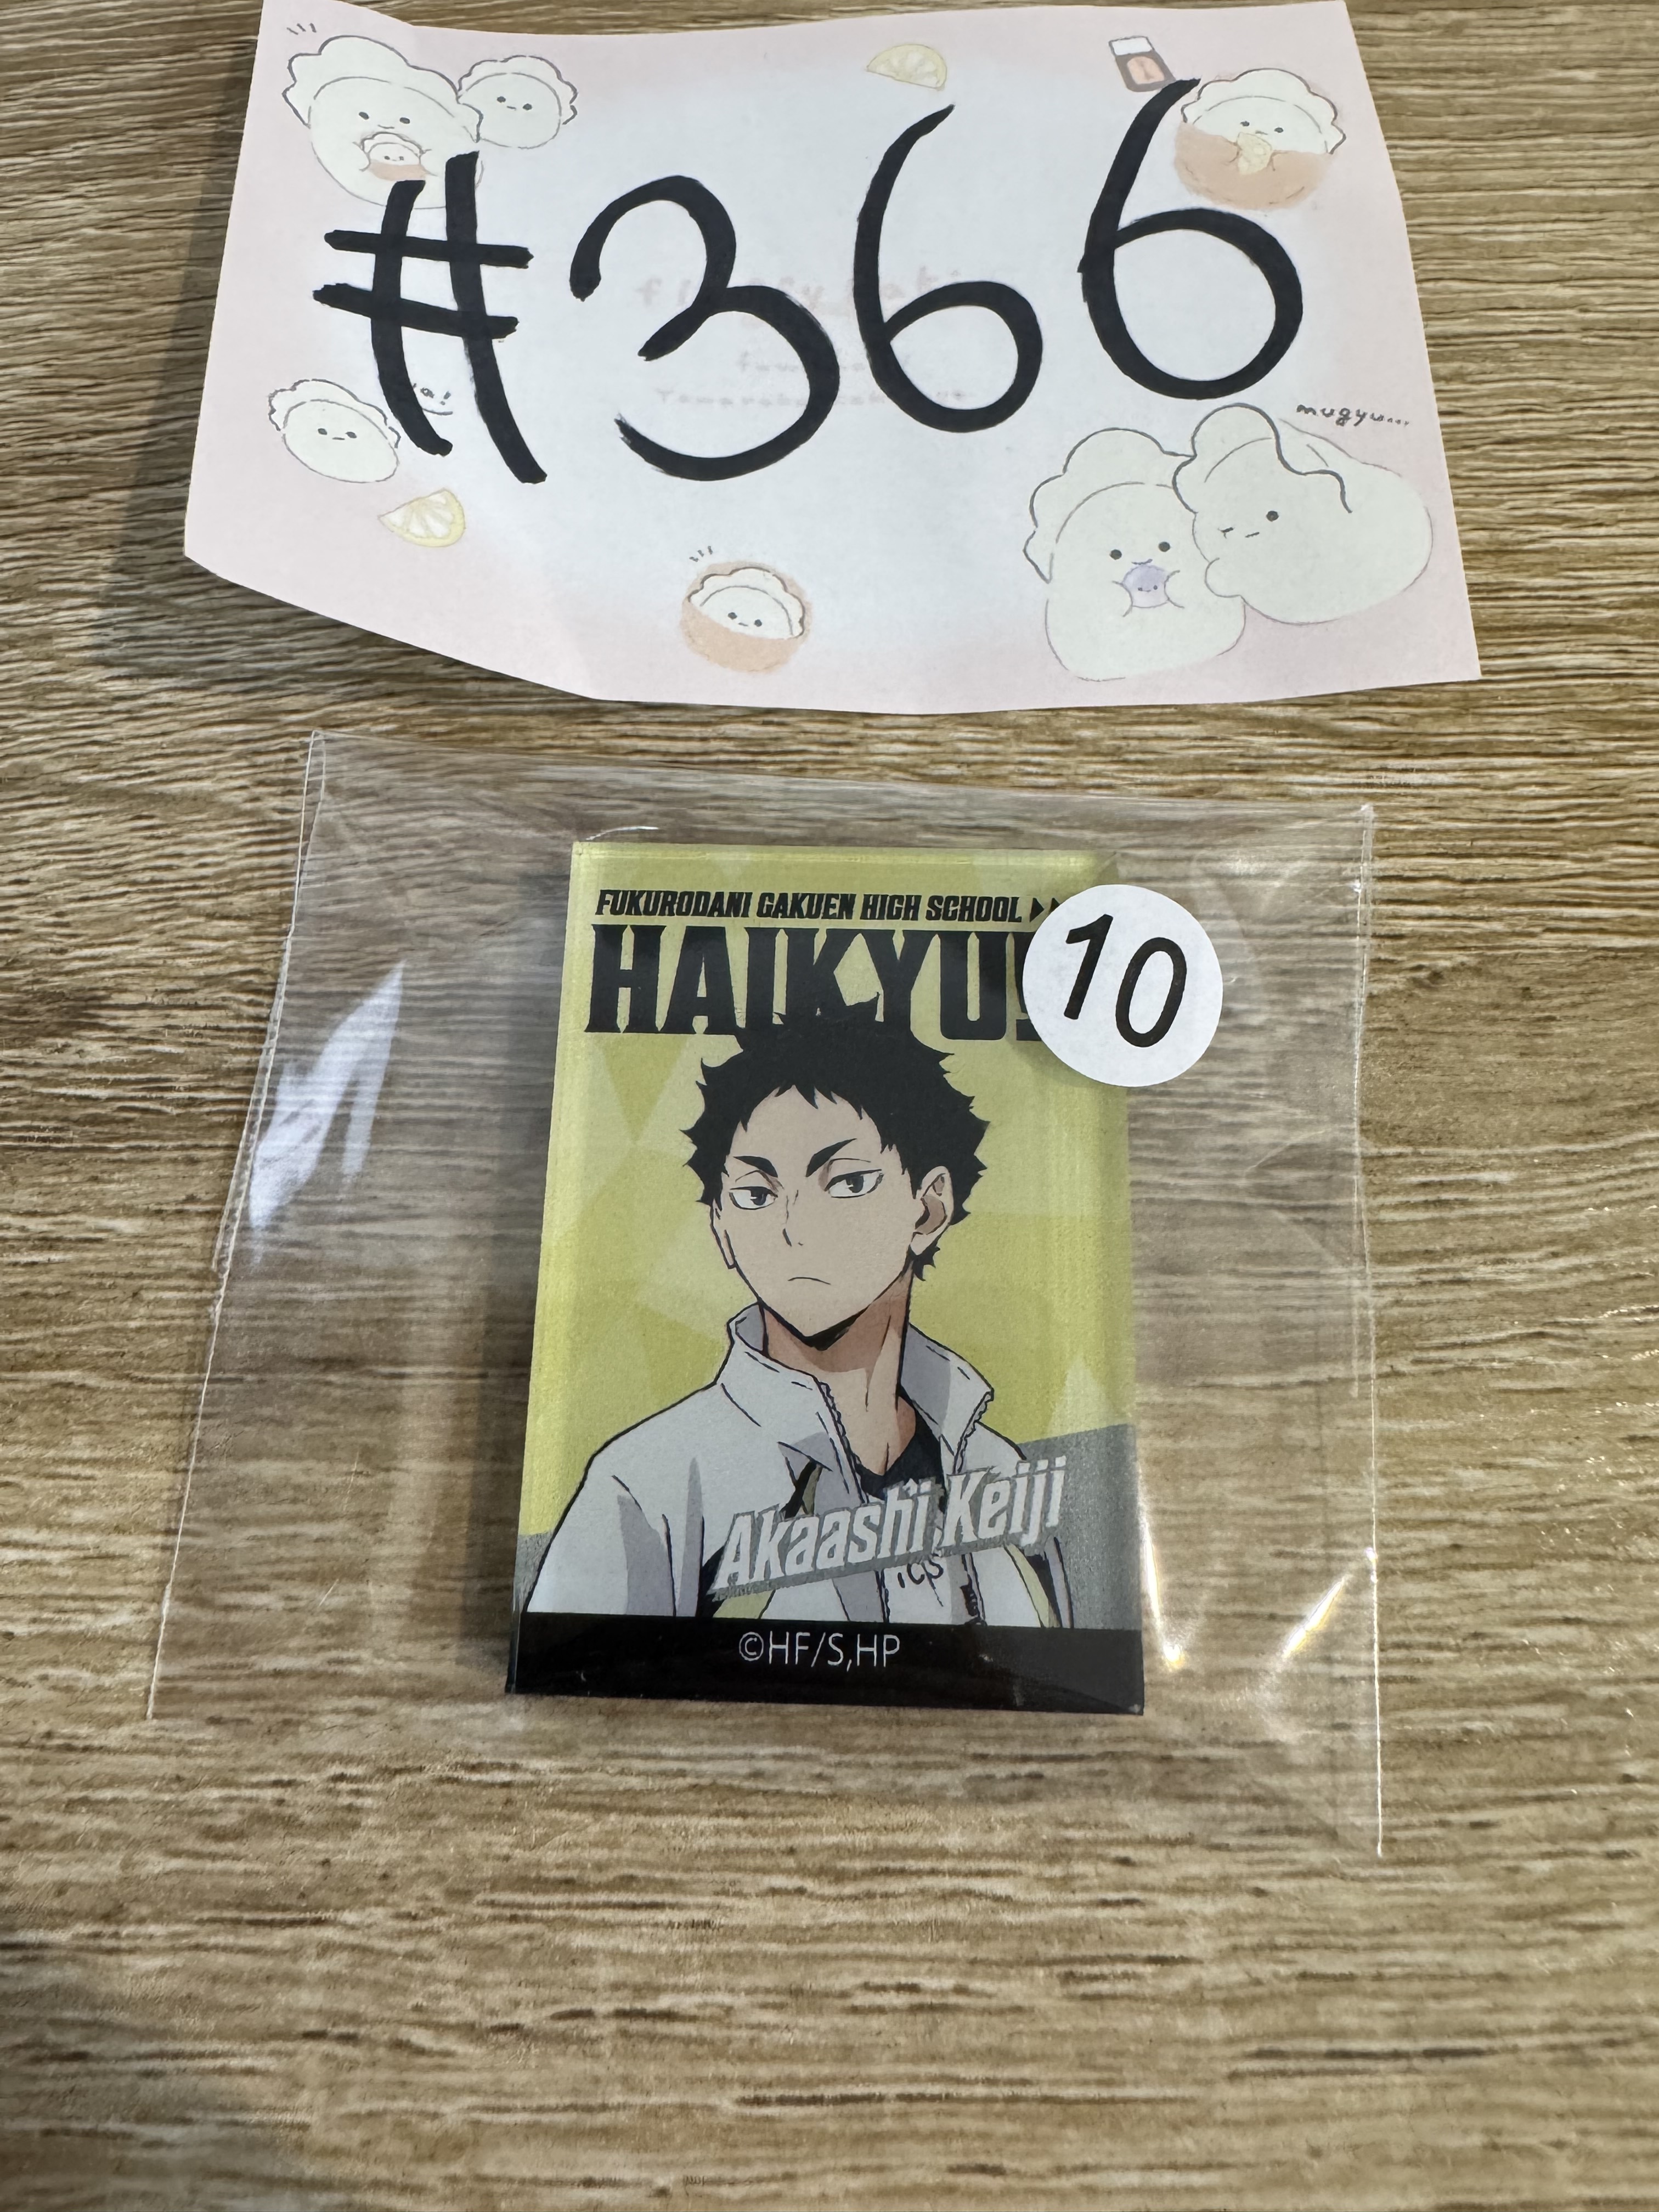 #366
mugyu....
FUKURODANI GAKUEN HIGH SCHOOL
HAIKYU!
10
Akaashi Keiji
©HF/S,HP